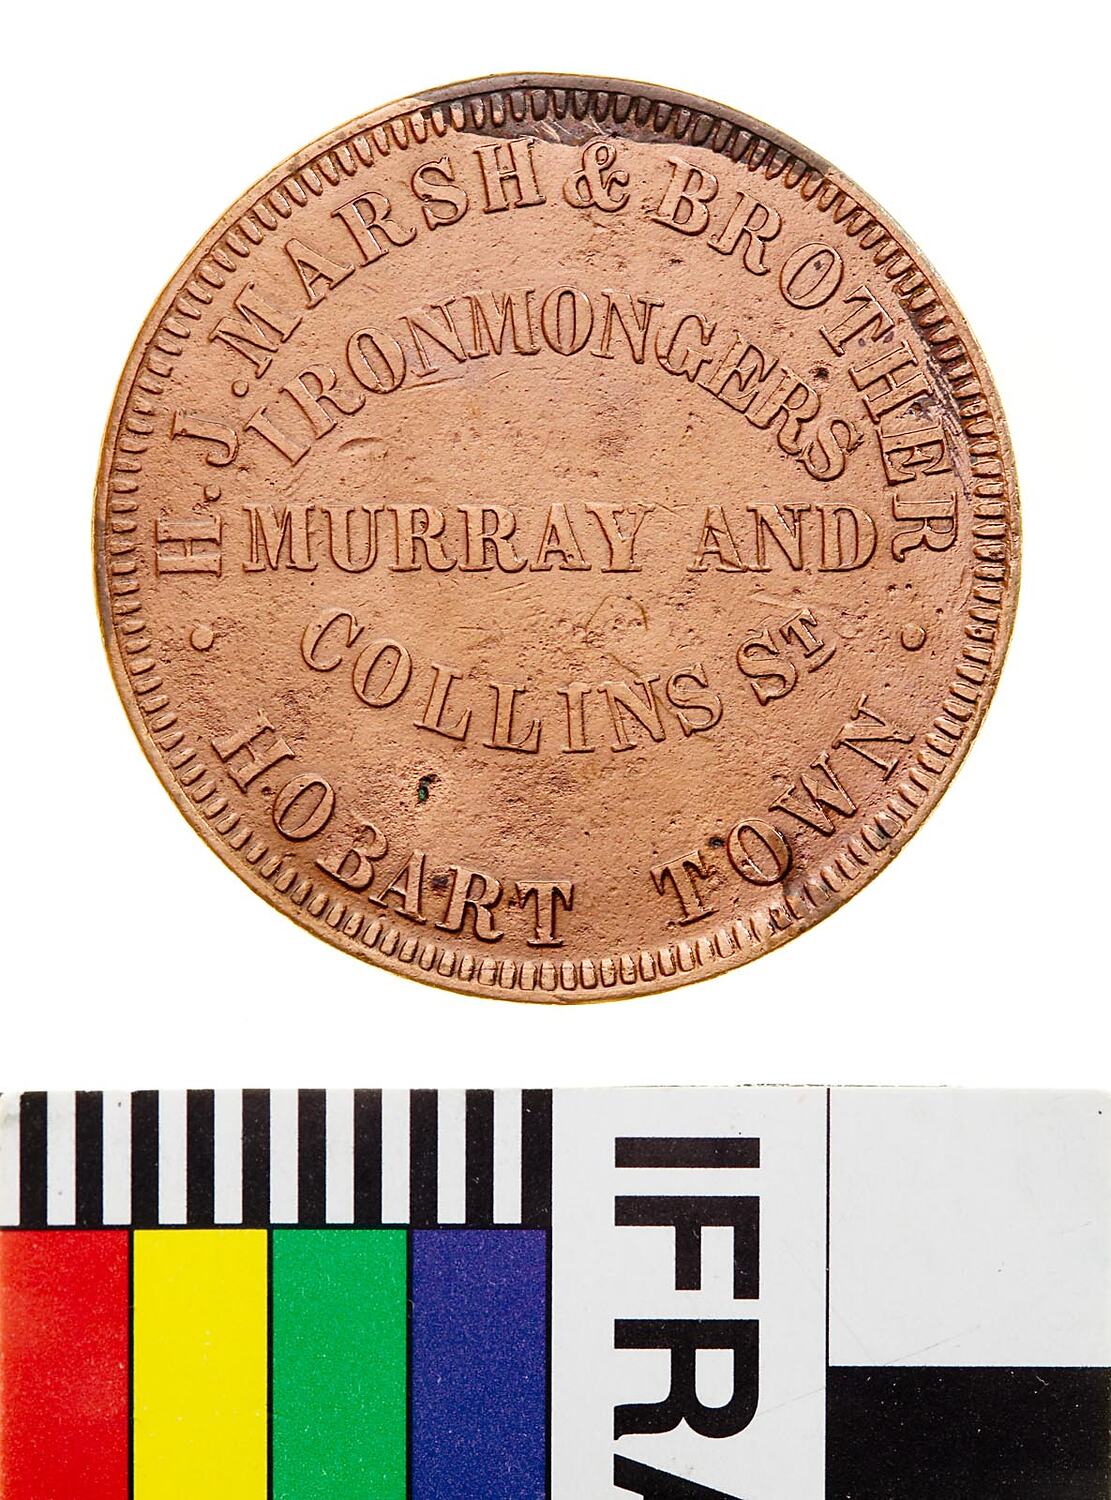 H.J. MARSH & BROTHER
IRONMONGERS
MURRAY AND
COLLINS ST
HOBART TOWN
IFRA